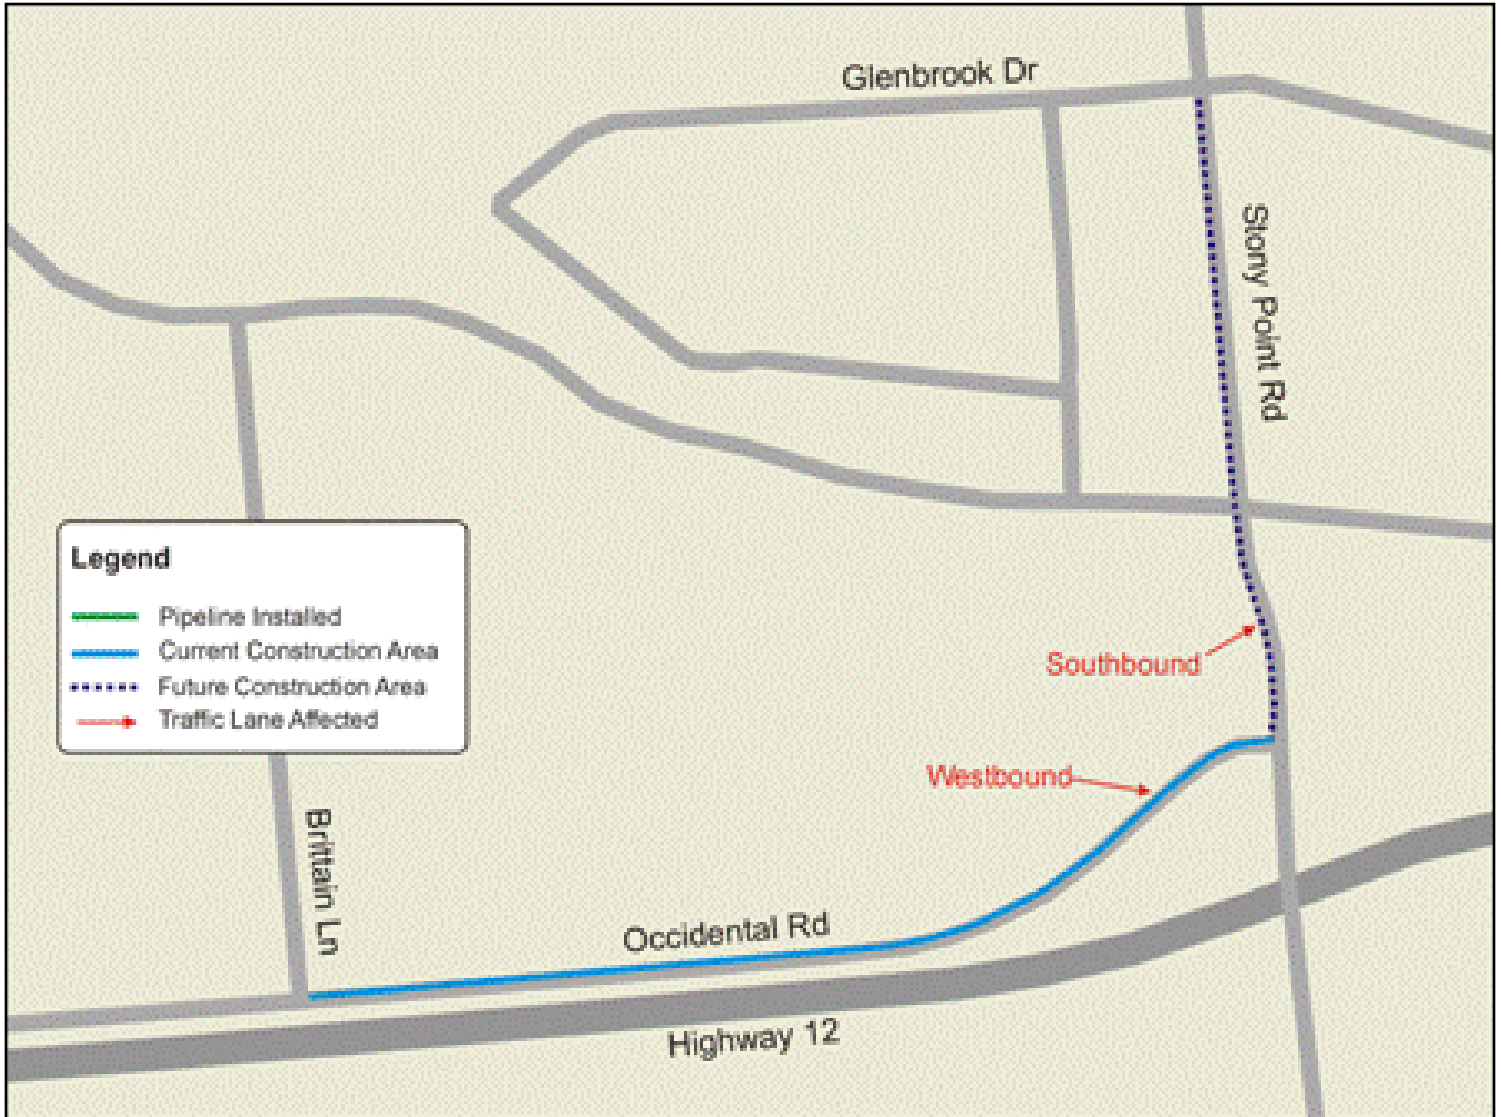 Glenbrook Dr
Stony Point Rd
Legend
Pipeline Installed
Current Construction Area
Future Construction Area
Traffic Lane Affected
Southbound
Westbound
Brittain Ln
Occidental Rd
Highway 12